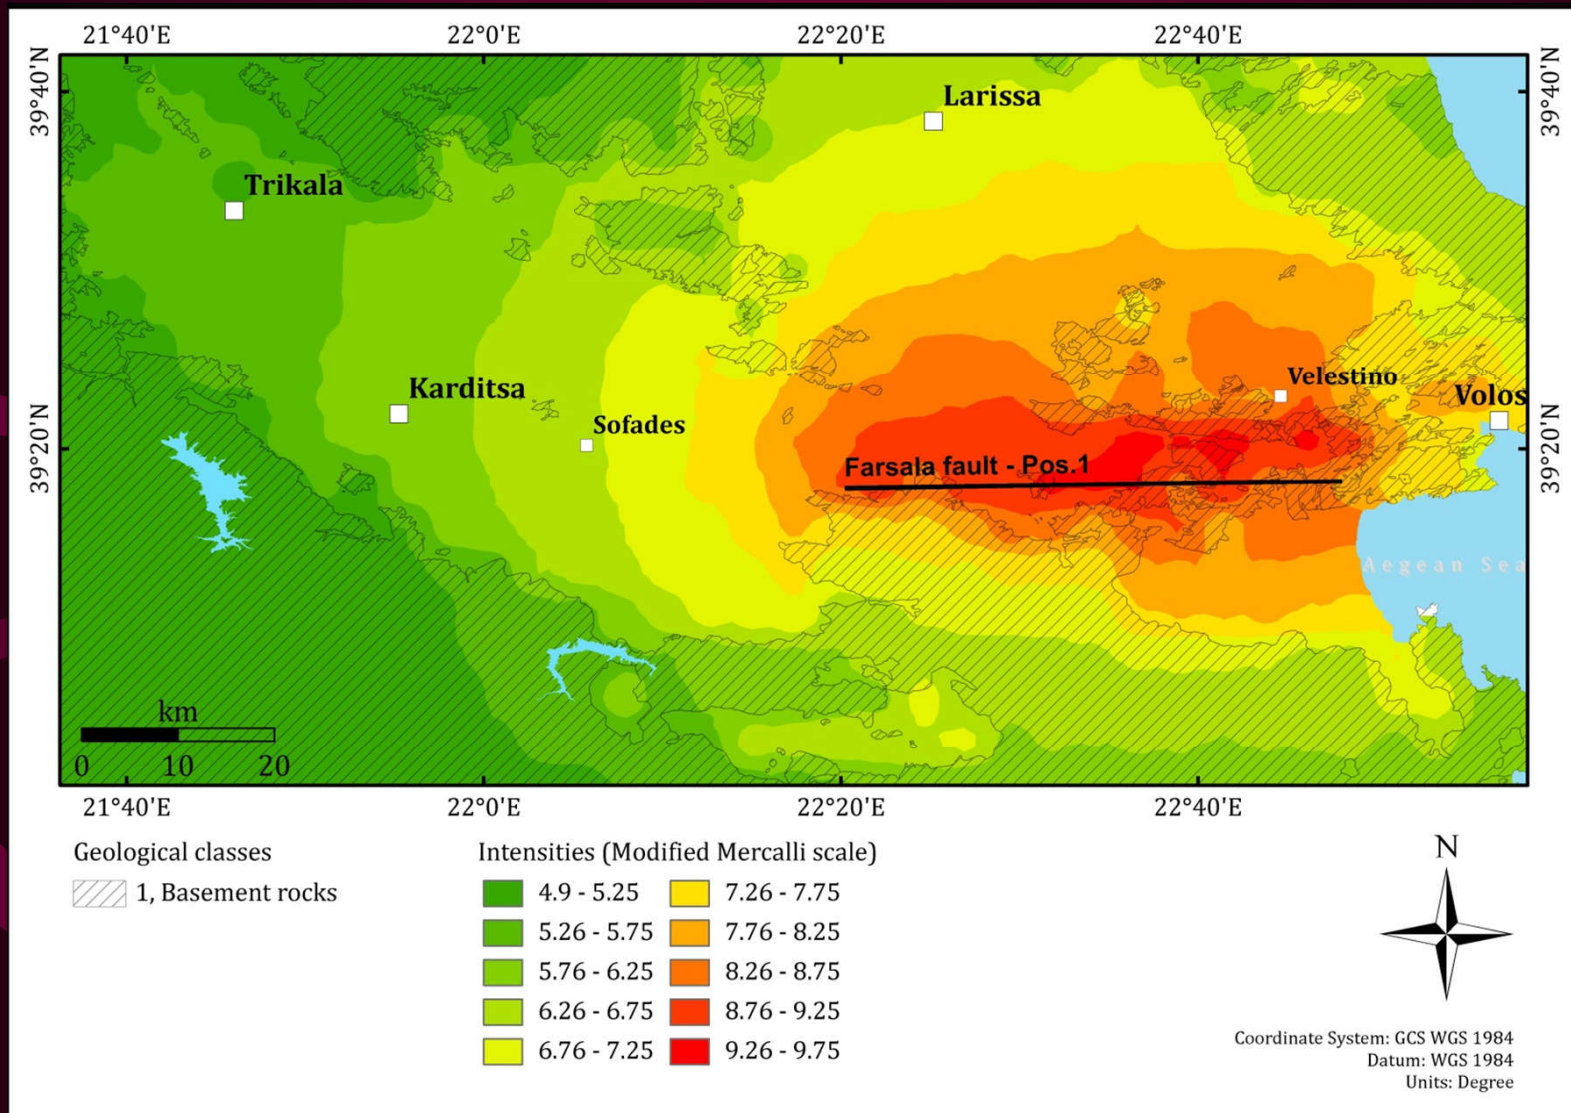 21°40'E 22°0'E 22°20'E 22°40'E
39°40'N 39°40'N
Larissa
Trikala
Velestino
Karditsa
Volos
Sofades
39°20'N 39°20'N
Farsala fault - Pos.1
Aegean Sea
km
0 10 20
21°40'E 22°0'E 22°20'E 22°40'E
Geological classes
1, Basement rocks
Intensities (Modified Mercalli scale)
4.9 - 5.25 7.26 - 7.75
5.26 - 5.75 7.76 - 8.25
5.76 - 6.25 8.26 - 8.75
6.26 - 6.75 8.76 - 9.25
6.76 - 7.25 9.26 - 9.75
N
Coordinate System: GCS WGS 1984
Datum: WGS 1984
Units: Degree